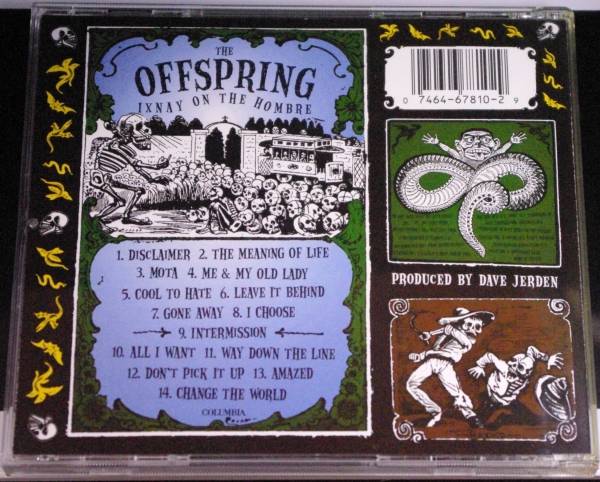 THE
OFFSPRING
IXNAY ON THE HOMBRE
1. DISCLAIMER 2. THE MEANING OF LIFE
3. MOTA 4. ME & MY OLD LADY
5. COOL TO HATE 6. LEAVE IT BEHIND
7. GONE AWAY 8. I CHOOSE
9. INTERMISSION
10. ALL I WANT 11. WAY DOWN THE LINE
12. DON'T PICK IT UP 13. AMAZED
14. CHANGE THE WORLD
COLUMBIA
0 7464-67810-2 9
PRODUCED BY DAVE JERDEN